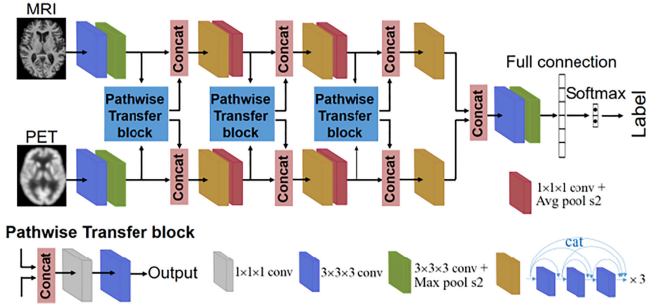 MRI
Concat
Concat
Concat
Full connection
Softmax
Pathwise
Transfer
block
Pathwise
Transfer
block
Pathwise
Transfer
block
Concat
Label
PET
Concat
Concat
Concat
1×1×1 conv +
Avg pool s2
Pathwise Transfer block
Concat
Output
1×1×1 conv
3×3×3 conv
3×3×3 conv +
Max pool s2
cat
×3